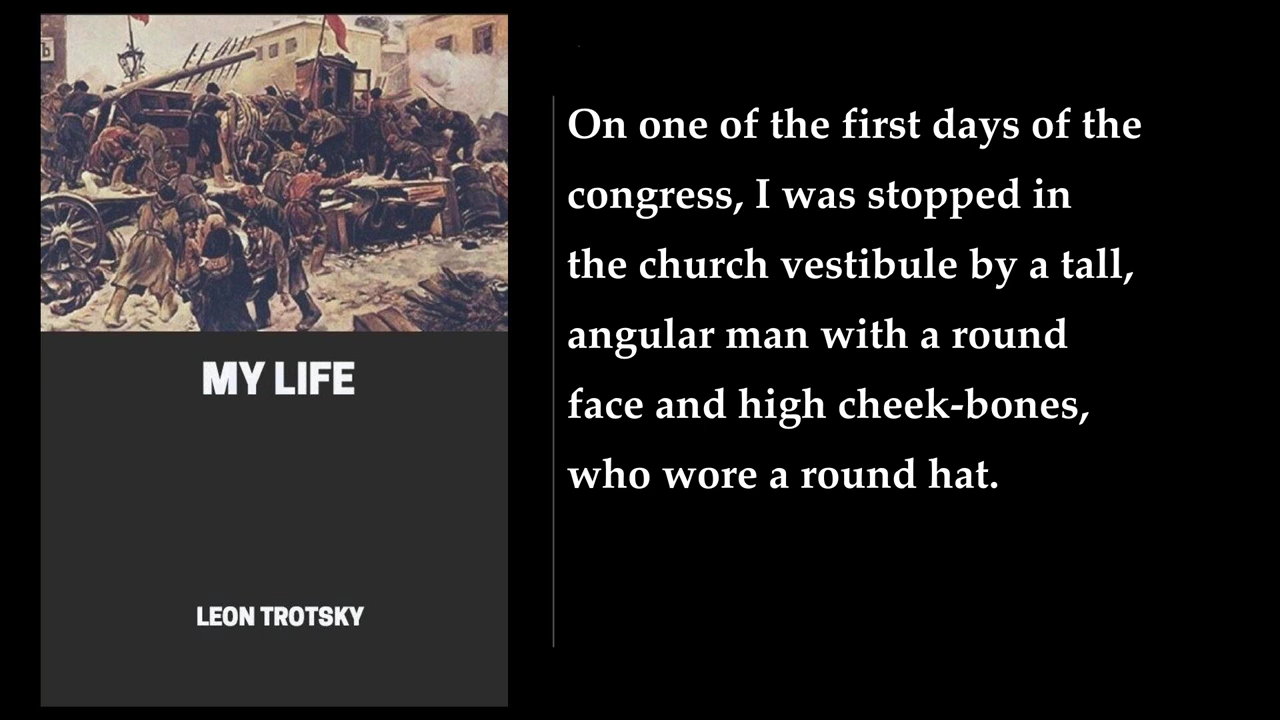 MY LIFE
LEON TROTSKY
On one of the first days of the
congress, I was stopped in
the church vestibule by a tall,
angular man with a round
face and high cheek-bones,
who wore a round hat.